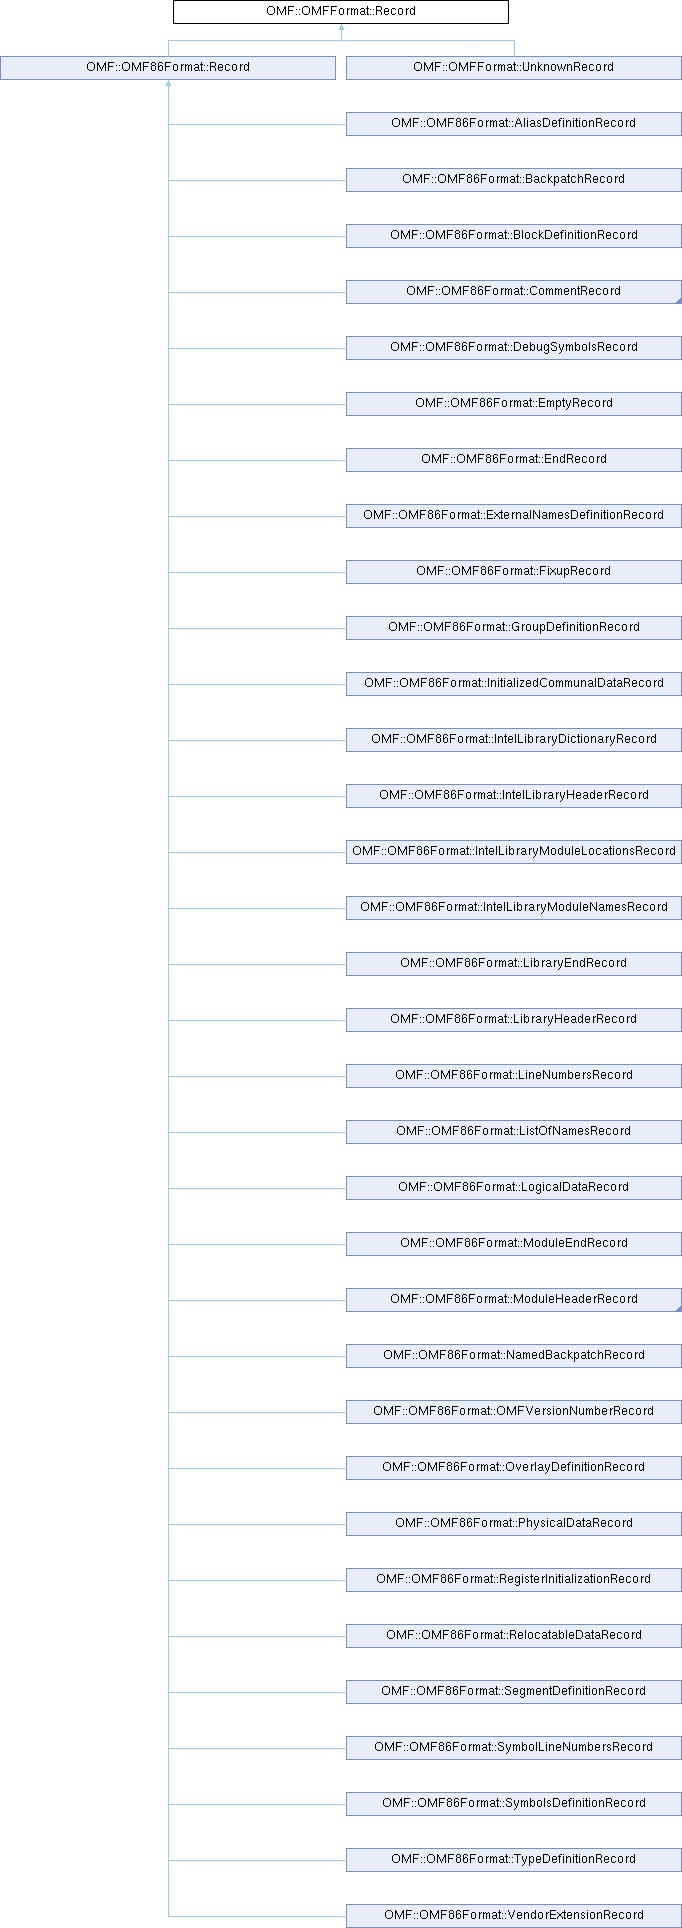 OMF::OMFFormat::Record
OMF::OMF86Format::Record
OMF::OMFFormat::UnknownRecord
OMF::OMF86Format::AliasDefinitionRecord
OMF::OMF86Format::BackpatchRecord
OMF::OMF86Format::BlockDefinitionRecord
OMF::OMF86Format::CommentRecord
OMF::OMF86Format::DebugSymbolsRecord
OMF::OMF86Format::EmptyRecord
OMF::OMF86Format::EndRecord
OMF::OMF86Format::ExternalNamesDefinitionRecord
OMF::OMF86Format::FixupRecord
OMF::OMF86Format::GroupDefinitionRecord
OMF::OMF86Format::InitializedCommunalDataRecord
OMF::OMF86Format::IntelLibraryDictionaryRecord
OMF::OMF86Format::IntelLibraryHeaderRecord
OMF::OMF86Format::IntelLibraryModuleLocationsRecord
OMF::OMF86Format::IntelLibraryModuleNamesRecord
OMF::OMF86Format::LibraryEndRecord
OMF::OMF86Format::LibraryHeaderRecord
OMF::OMF86Format::LineNumbersRecord
OMF::OMF86Format::ListOfNamesRecord
OMF::OMF86Format::LogicalDataRecord
OMF::OMF86Format::ModuleEndRecord
OMF::OMF86Format::ModuleHeaderRecord
OMF::OMF86Format::NamedBackpatchRecord
OMF::OMF86Format::OMFVersionNumberRecord
OMF::OMF86Format::OverlayDefinitionRecord
OMF::OMF86Format::PhysicalDataRecord
OMF::OMF86Format::RegisterInitializationRecord
OMF::OMF86Format::RelocatableDataRecord
OMF::OMF86Format::SegmentDefinitionRecord
OMF::OMF86Format::SymbolLineNumbersRecord
OMF::OMF86Format::SymbolsDefinitionRecord
OMF::OMF86Format::TypeDefinitionRecord
OMF::OMF86Format::VendorExtensionRecord